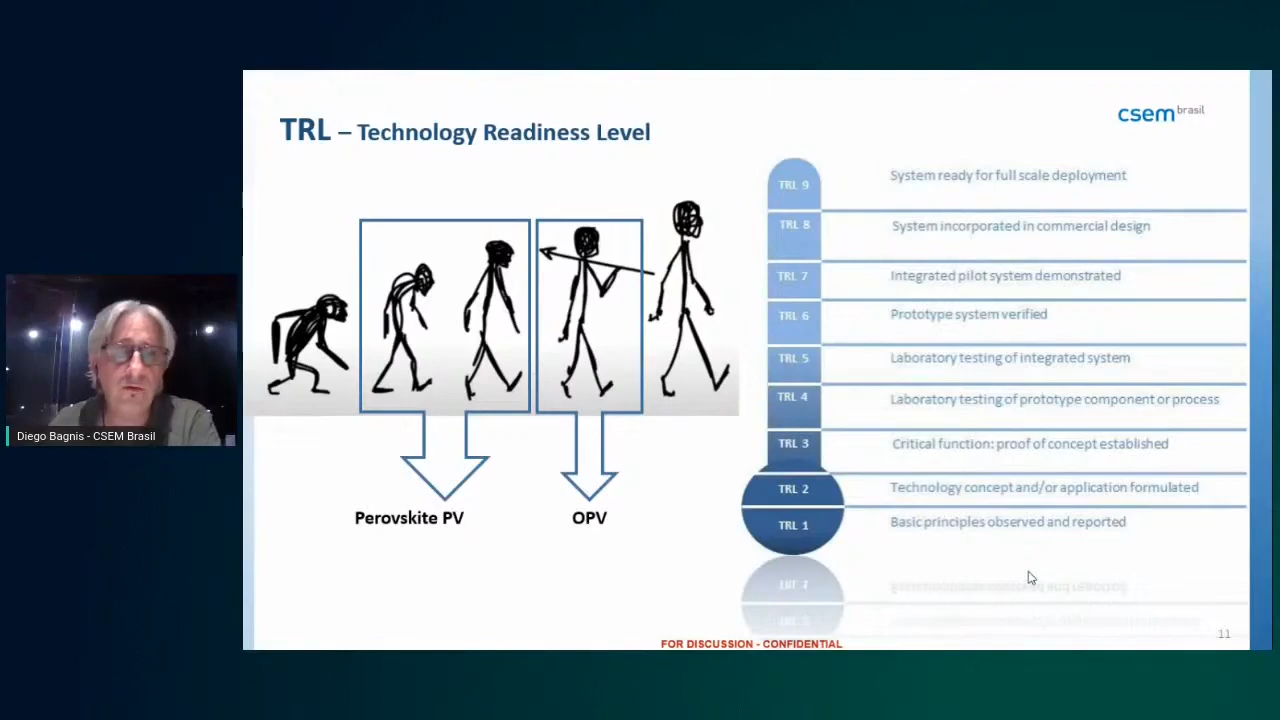 TRL – Technology Readiness Level
csem brasil
TRL 9 System ready for full scale deployment
TRL 8 System incorporated in commercial design
TRL 7 Integrated pilot system demonstrated
TRL 6 Prototype system verified
TRL 5 Laboratory testing of integrated system
TRL 4 Laboratory testing of prototype component or process
TRL 3 Critical function: proof of concept established
TRL 2 Technology concept and/or application formulated
TRL 1 Basic principles observed and reported
Perovskite PV
OPV
Diego Bagnis - CSEM Brasil
FOR DISCUSSION - CONFIDENTIAL
11